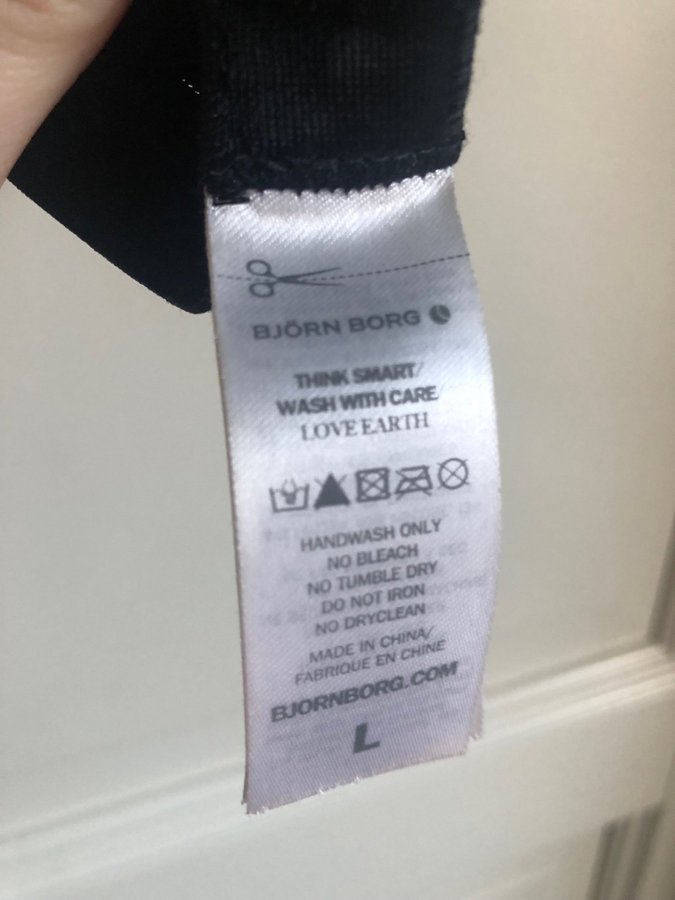 BJÖRN BORG
THINK SMART/
WASH WITH CARE/
LOVE EARTH
HANDWASH ONLY
NO BLEACH
NO TUMBLE DRY
DO NOT IRON
NO DRYCLEAN
MADE IN CHINA/
FABRIQUE EN CHINE
BJORNBORG.COM
L